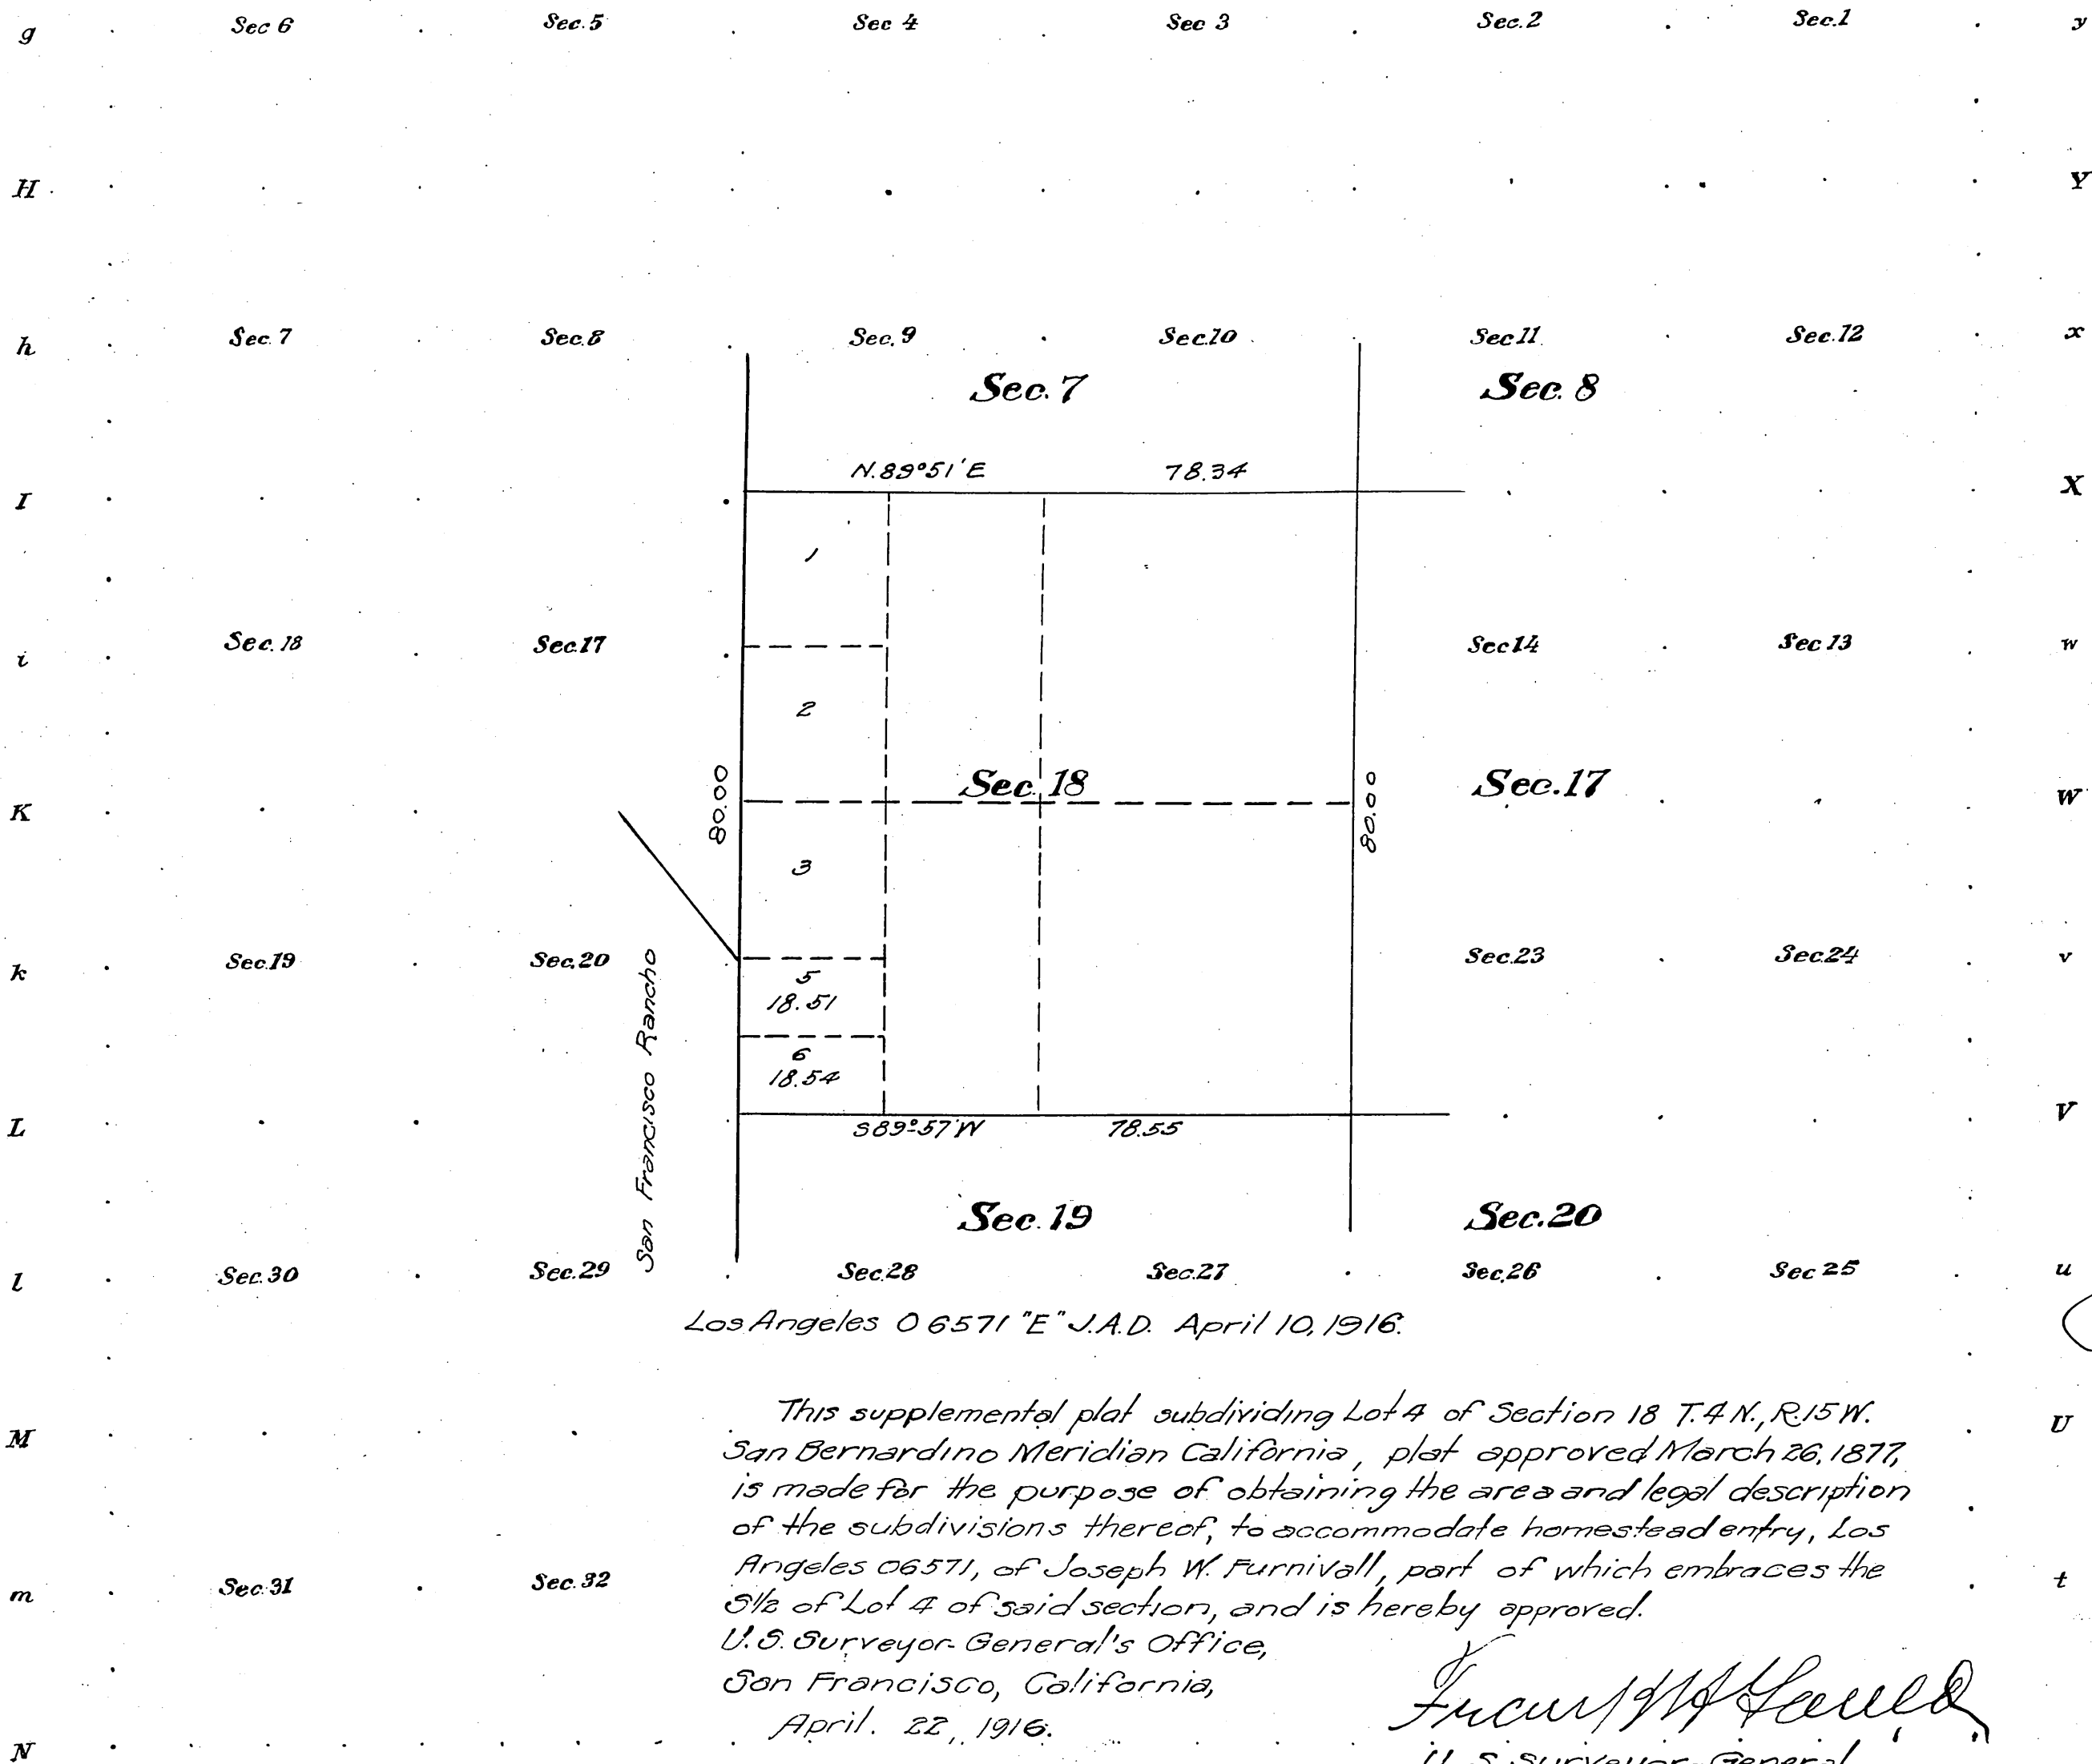 g Sec 6 Sec. 5 Sec 4 Sec 3 Sec. 2 Sec. 1 y
H Y
h Sec. 7 Sec. 8 Sec. 9 Sec. 10 Sec 11. Sec. 12 x
Sec. 7 Sec. 8
N. 89°51' E 78.34
I X
1
i Sec. 18 Sec. 17 Sec 14 Sec 13 w
2
80.00 Sec. 18 80.00 Sec. 17
K W
3
k Sec. 19 Sec. 20 Sec. 23 Sec. 24 v
San Francisco Rancho
5
18.51
6
18.54
L V
S 89°57' W 78.55
Sec. 19 Sec. 20
l Sec. 30 Sec. 29 Sec. 28 Sec. 27 Sec. 26 Sec 25 u
Los Angeles 06571 "E" J.A.D. April 10, 1916.
This supplemental plat subdividing Lot 4 of Section 18 T. 4 N., R. 15 W.
M U
San Bernardino Meridian California, plat approved March 26, 1877,
is made for the purpose of obtaining the area and legal description
of the subdivisions thereof, to accommodate homestead entry, Los
Angeles 06571, of Joseph W. Furnivall, part of which embraces the
m Sec. 31 Sec. 32 t
S½ of Lot 4 of said section, and is hereby approved.
U.S. Surveyor-General's Office,
San Francisco, California,
April. 22, 1916.
N
U.S. Surveyor-General